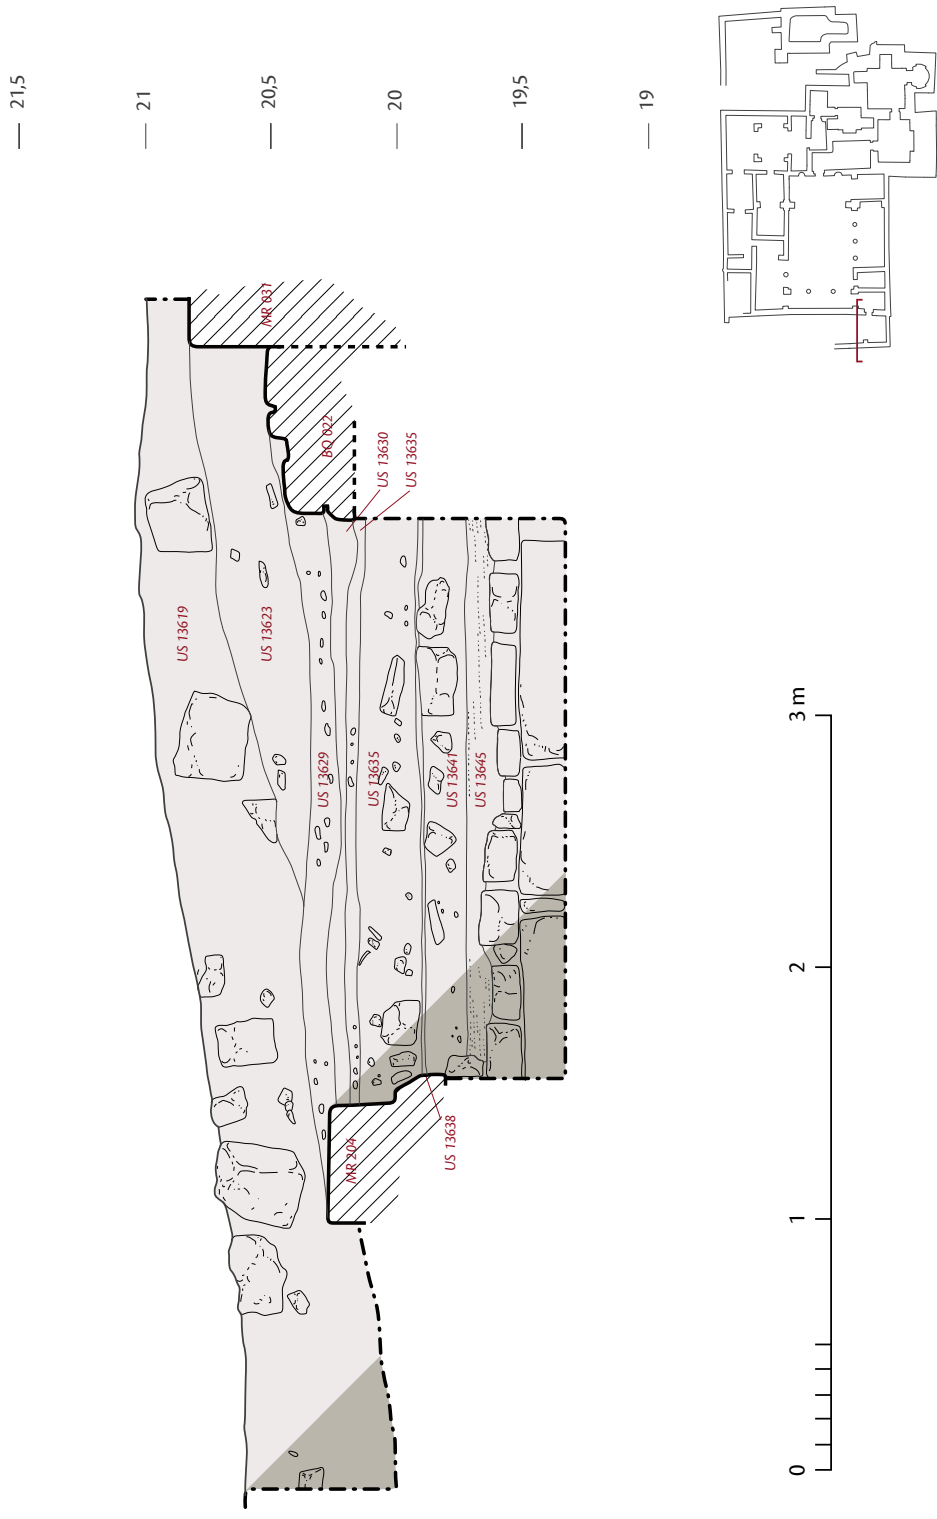 21,5
21
20,5
20
19,5
19
MR 031
BQ 022
US 13630
US 13635
US 13619
US 13623
US 13629
US 13635
US 13641
US 13645
US 13638
MR 204
3 m
2
1
0